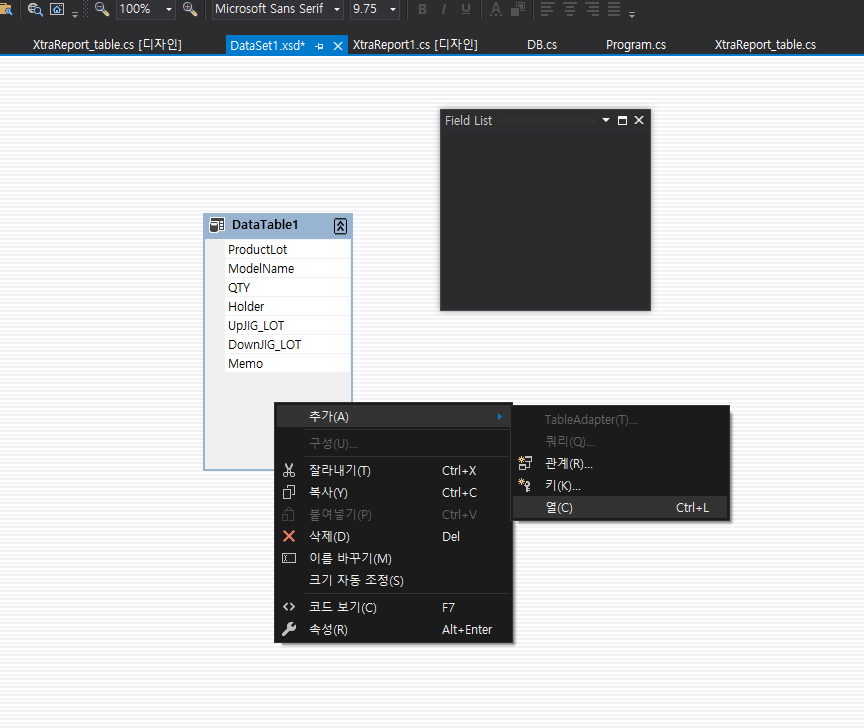 100% Microsoft Sans Serif 9.75 B I U A
XtraReport_table.cs [디자인] DataSet1.xsd* XtraReport1.cs [디자인] DB.cs Program.cs XtraReport_table.cs
Field List
DataTable1
ProductLot
ModelName
QTY
Holder
UpJIG_LOT
DownJIG_LOT
Memo
추가(A)
구성(U)...
잘라내기(T) Ctrl+X
복사(Y) Ctrl+C
붙여넣기(P) Ctrl+V
삭제(D) Del
이름 바꾸기(M)
크기 자동 조정(S)
코드 보기(C) F7
속성(R) Alt+Enter
TableAdapter(T)...
쿼리(Q)...
관계(R)...
키(K)...
열(C) Ctrl+L